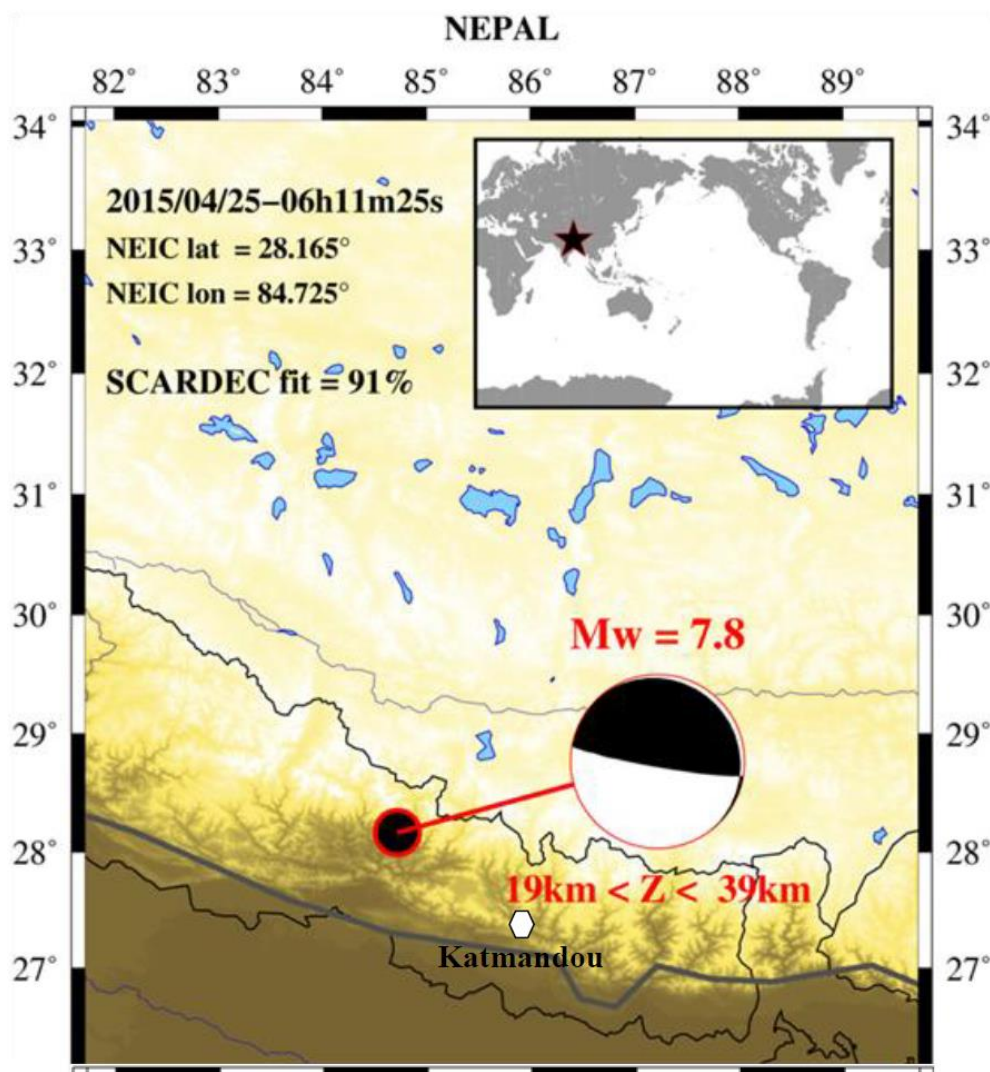 NEPAL
82° 83° 84° 85° 86° 87° 88° 89°
34° 34°
2015/04/25−06h11m25s
NEIC lat = 28.165°
33° 33°
NEIC lon = 84.725°
32° 32°
SCARDEC fit = 91%
31° 31°
30° 30°
Mw = 7.8
29° 29°
28° 28°
19km < Z < 39km
Katmandou
27° 27°